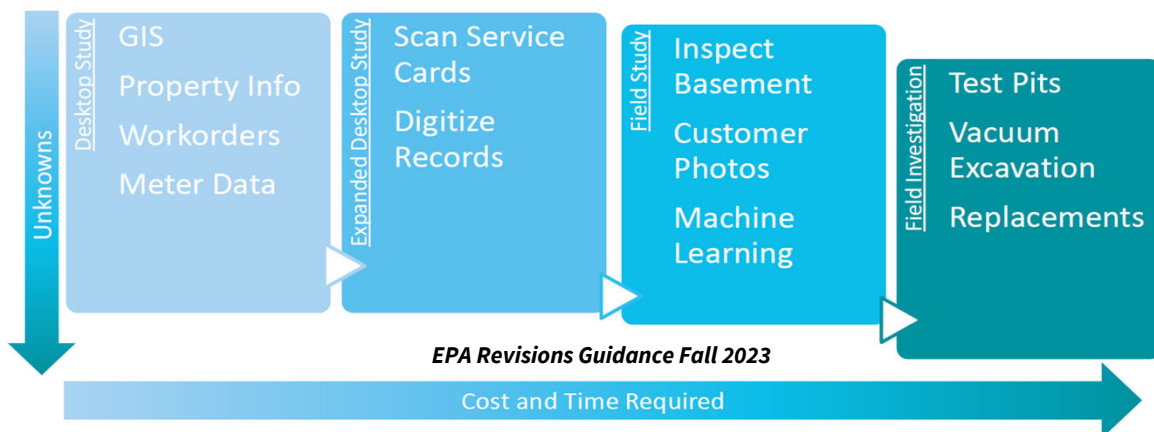 Unknowns
Desktop Study
GIS
Property Info
Workorders
Meter Data
Expanded Desktop Study
Scan Service
Cards
Digitize
Records
Field Study
Inspect
Basement
Customer
Photos
Machine
Learning
Field Investigation
Test Pits
Vacuum
Excavation
Replacements
EPA Revisions Guidance Fall 2023
Cost and Time Required